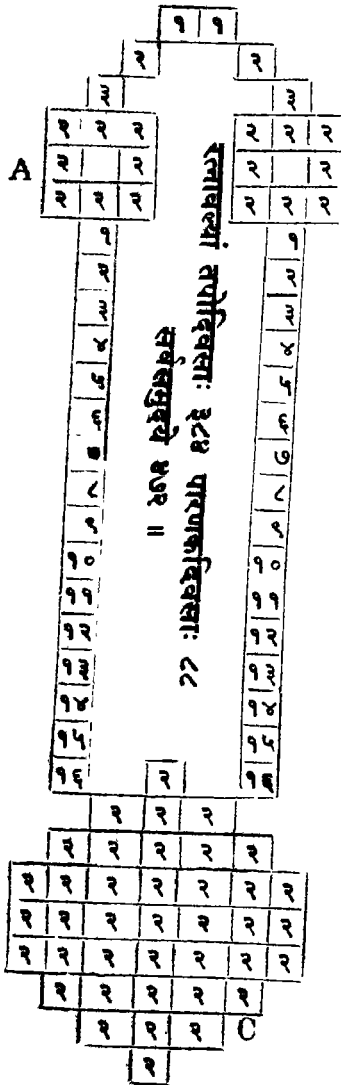 १ १
२ २
३ ३
२ २ २ २ २ २
A २ २ २ २
२ २ २ २ २ २
रत्नावल्यां तपोदिवसाः ३८४ पारणकदिवसाः ८८
सर्वसमुदये ४७२ ॥
१ १
२ २
३ ३
४ ४
५ ५
६ ६
७
८ ८
९ ९
१० १०
११ ११
१२ १२
१३ १३
१४ १४
१५ १५
१६ २ १६
२ २ २
२ २ २ २ २
२ २ २ २ २ २ २
२ २ २ २ २ २ २
२ २ २ २ २ २ २
२ २ २ २ २
२ २ २ C
२